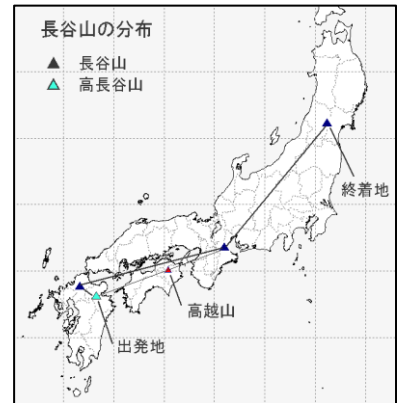 長谷山の分布
▲ 長谷山
△ 高長谷山
終着地
高越山
出発地